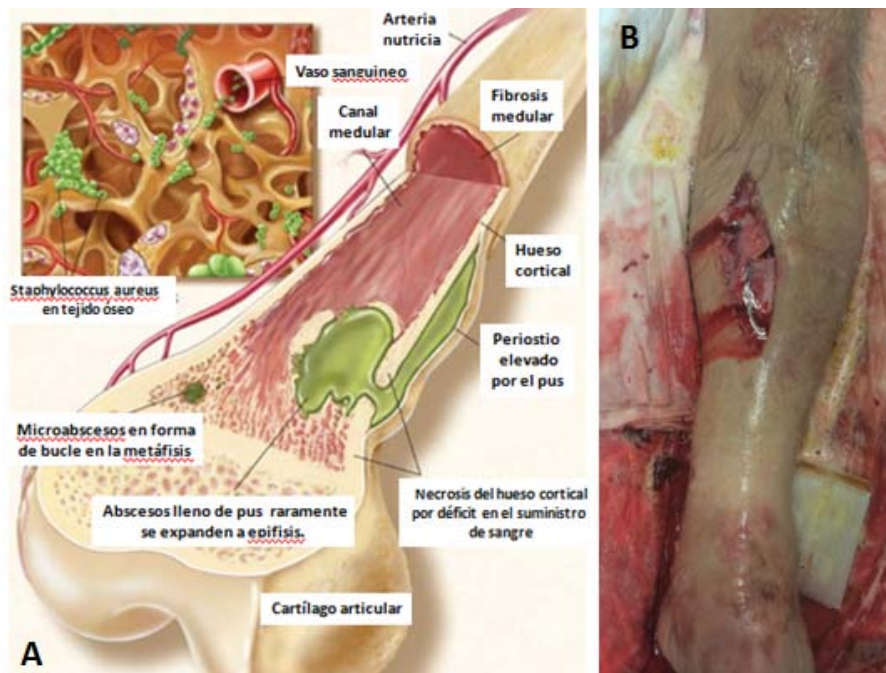 Arteria
nutricia
Vaso sanguineo
Canal
medular
Fibrosis
medular
Hueso
cortical
Staohylococcus aureus
en tejido óseo
Periostio
elevado
por el pus
Microabscesos en forma
de bucle en la metáfisis
Abscesos lleno de pus raramente
se expanden a epifisis.
Necrosis del hueso cortical
por déficit en el suministro
de sangre
Cartílago articular
A
B